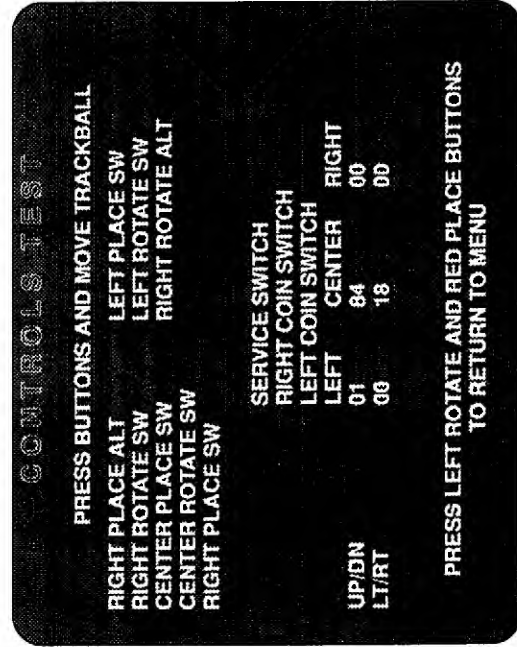 CONTROLS TEST
PRESS BUTTONS AND MOVE TRACKBALL
RIGHT PLACE ALT LEFT PLACE SW
RIGHT ROTATE SW LEFT ROTATE SW
CENTER PLACE SW RIGHT ROTATE ALT
CENTER ROTATE SW
RIGHT PLACE SW
SERVICE SWITCH
RIGHT COIN SWITCH
LEFT COIN SWITCH
LEFT CENTER RIGHT
UP/DN 01 84 00
LT/RT 00 18 00
PRESS LEFT ROTATE AND RED PLACE BUTTONS
TO RETURN TO MENU